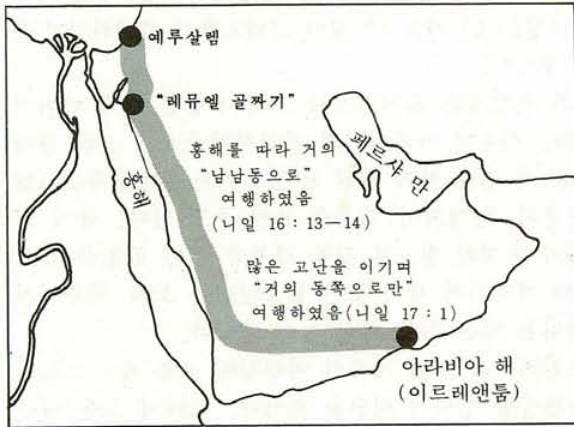 예루살렘
“레뮤엘 골짜기”
홍해
페르샤 만
홍해를 따라 거의
“남남동으로”
여행하였음
(니일 16 : 13—14)
많은 고난을 이기며
“거의 동쪽으로만”
여행하였음(니일 17 : 1)
아라비아 해
(이르레앤툼)